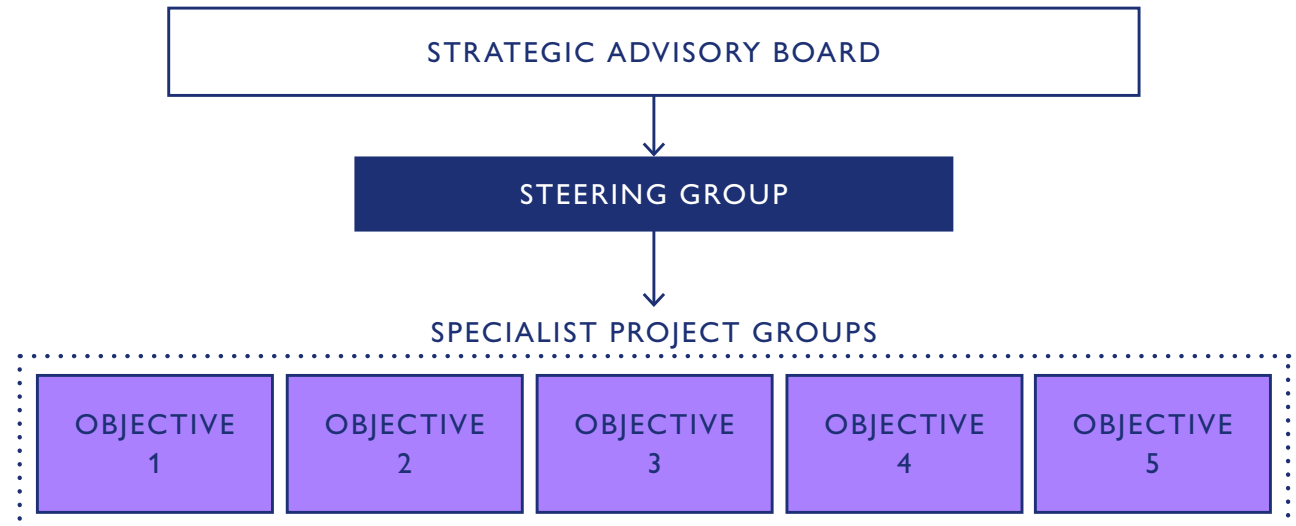 STRATEGIC ADVISORY BOARD
STEERING GROUP
SPECIALIST PROJECT GROUPS
OBJECTIVE
1
OBJECTIVE
2
OBJECTIVE
3
OBJECTIVE
4
OBJECTIVE
5